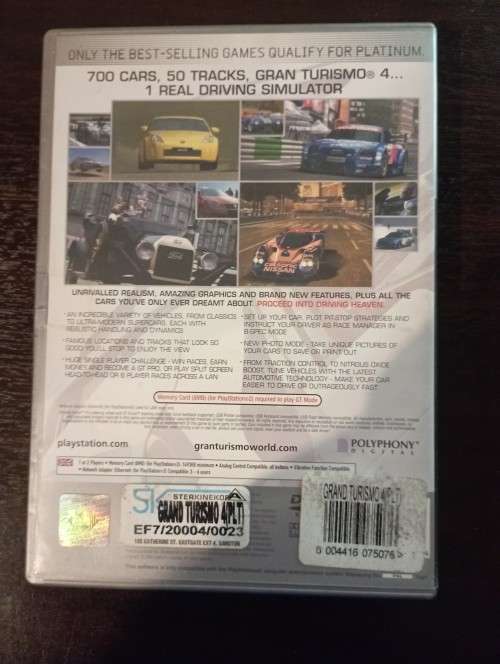 ONLY THE BEST-SELLING GAMES QUALIFY FOR PLATINUM.
700 CARS, 50 TRACKS, GRAN TURISMO® 4...
1 REAL DRIVING SIMULATOR
UNRIVALLED REALISM, AMAZING GRAPHICS AND BRAND NEW FEATURES, PLUS ALL THE
CARS YOU'VE ONLY EVER DREAMT ABOUT: PROCEED INTO DRIVING HEAVEN.
· AN INCREDIBLE VARIETY OF VEHICLES, FROM CLASSICS
TO ULTRA-MODERN SUPERCARS, EACH WITH
REALISTIC HANDLING AND DYNAMICS
· FAMOUS LOCATIONS AND TRACKS THAT LOOK SO
GOOD YOU'LL STOP TO ENJOY THE VIEW
· HUGE SINGLE PLAYER CHALLENGE - WIN RACES, EARN
MONEY AND BECOME A GT PRO, OR PLAY SPLIT SCREEN
HEAD-TO-HEAD OR 6 PLAYER RACES ACROSS A LAN
· SET UP YOUR CAR, PLOT PIT-STOP STRATEGIES AND
INSTRUCT YOUR DRIVER AS RACE MANAGER IN
B-SPEC MODE
· NEW PHOTO MODE - TAKE UNIQUE PICTURES OF
YOUR CARS TO SAVE OR PRINT OUT
· FROM TRACTION CONTROL TO NITROUS OXIDE
BOOST, TUNE VEHICLES WITH THE LATEST
AUTOMOTIVE TECHNOLOGY - MAKE YOUR CAR
EASIER TO DRIVE OR OUTRAGEOUSLY FAST
Memory Card (8MB) (for PlayStation®2) required to play GT Mode
playstation.com
granturismoworld.com
POLYPHONY
DIGITAL
STERKINEKOR
GRAND TURISMO 4(PLT)
EF7/20004/0023
185 KATHERINE ST. EASTGATE EXT 4. SANDTON.
GRAND TURISMO 4(PLT)